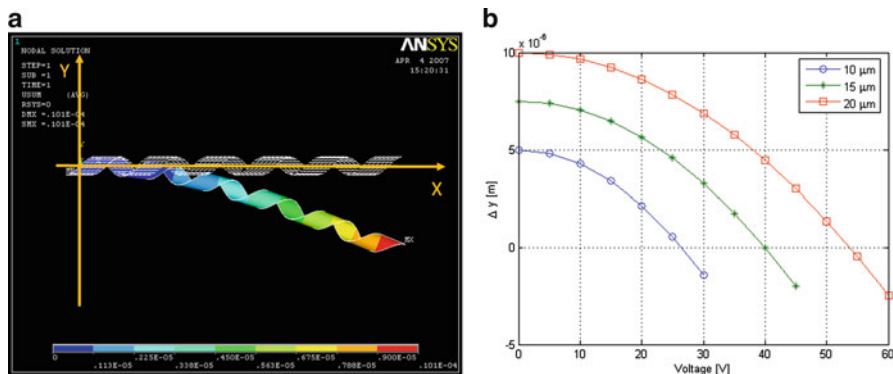 a
1
NODAL SOLUTION
STEP=1
SUB =1
TIME=1
USUM (AVG)
RSYS=0
DMX =.101E-04
SMX =.101E-04
ANSYS
APR 4 2007
15:20:31
Y
X
MX
0 .225E-05 .450E-05 .675E-05 .900E-05
.113E-05 .338E-05 .563E-05 .788E-05 .101E-04
b
x 10⁻⁶
10
5
0
-5
0 10 20 30 40 50 60
Δ y [m]
Voltage [V]
10 μm
15 μm
20 μm